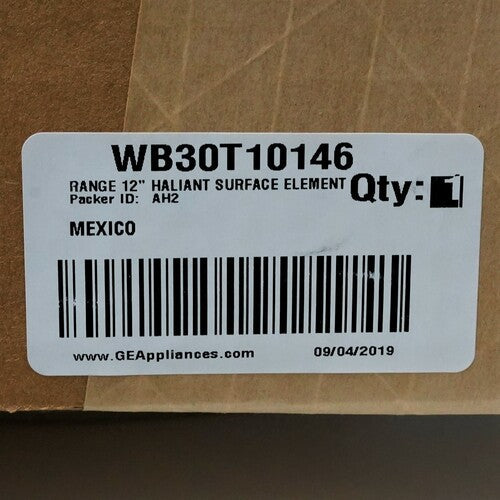 WB30T10146
RANGE 12" HALIANT SURFACE ELEMENT Qty: 1
Packer ID: AH2
MEXICO
www.GEAppliances.com 09/04/2019